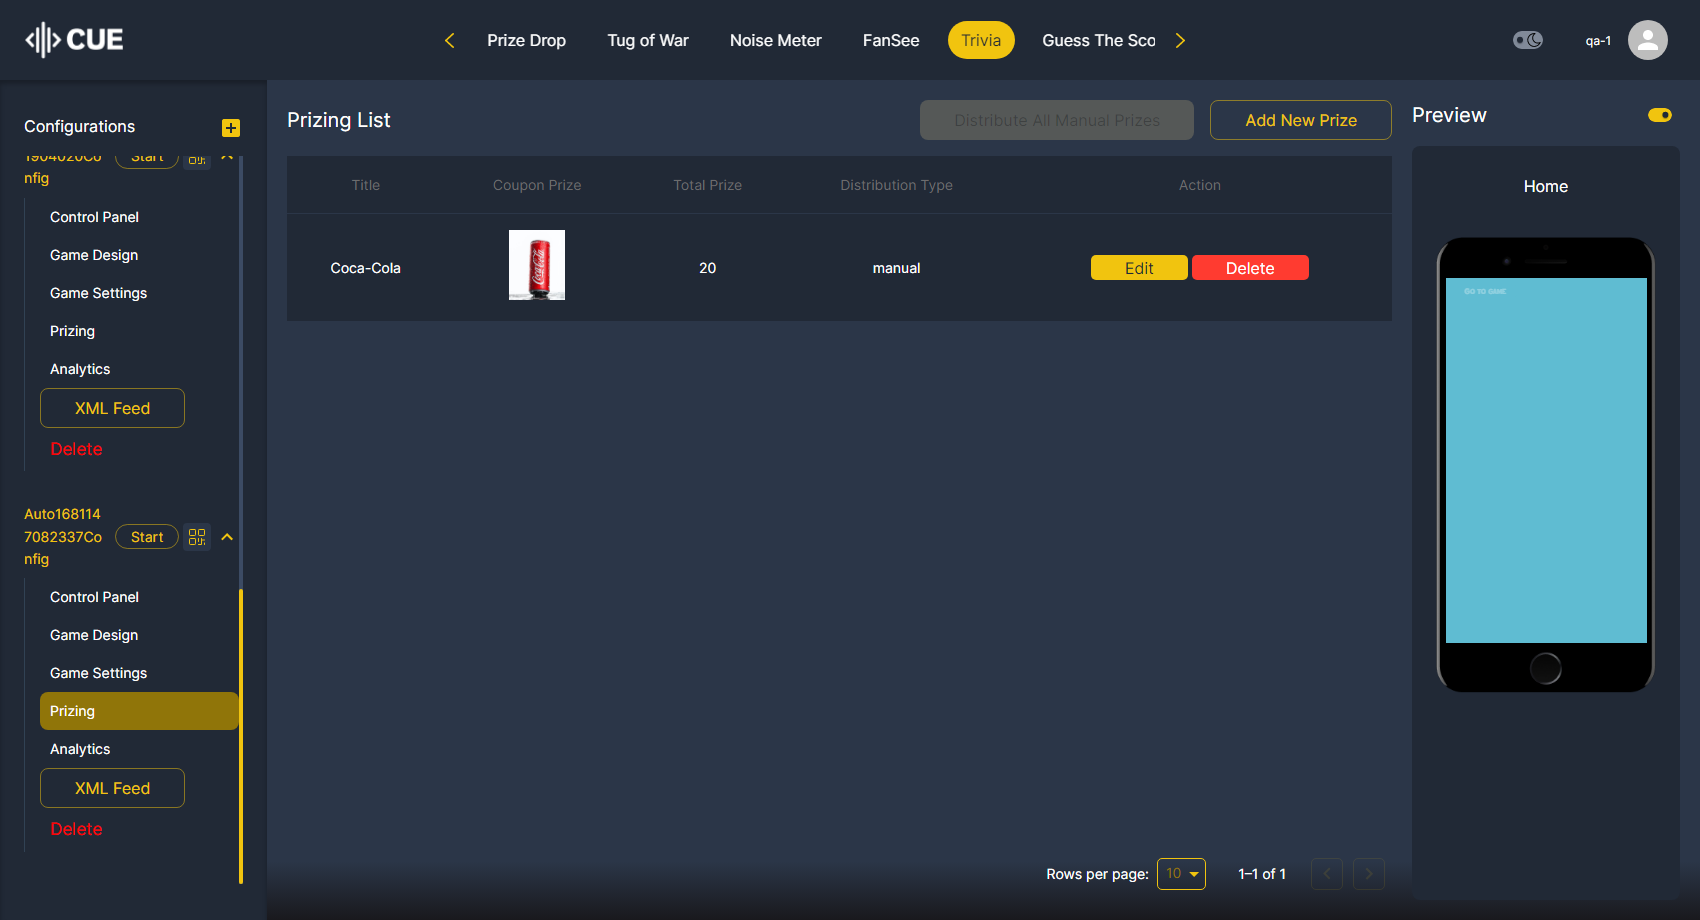 CUE
Prize Drop
Tug of War
Noise Meter
FanSee
Trivia
Guess The Sco
qa-1
Configurations
1904020Co
nfig
Start
Control Panel
Game Design
Game Settings
Prizing
Analytics
XML Feed
Delete
Auto168114
7082337Co
nfig
Start
Control Panel
Game Design
Game Settings
Prizing
Analytics
XML Feed
Delete
Prizing List
Distribute All Manual Prizes
Add New Prize
Title
Coupon Prize
Total Prize
Distribution Type
Action
Coca-Cola
Coca-Cola
20
manual
Edit
Delete
Rows per page:
10
1–1 of 1
Preview
Home
Go to game